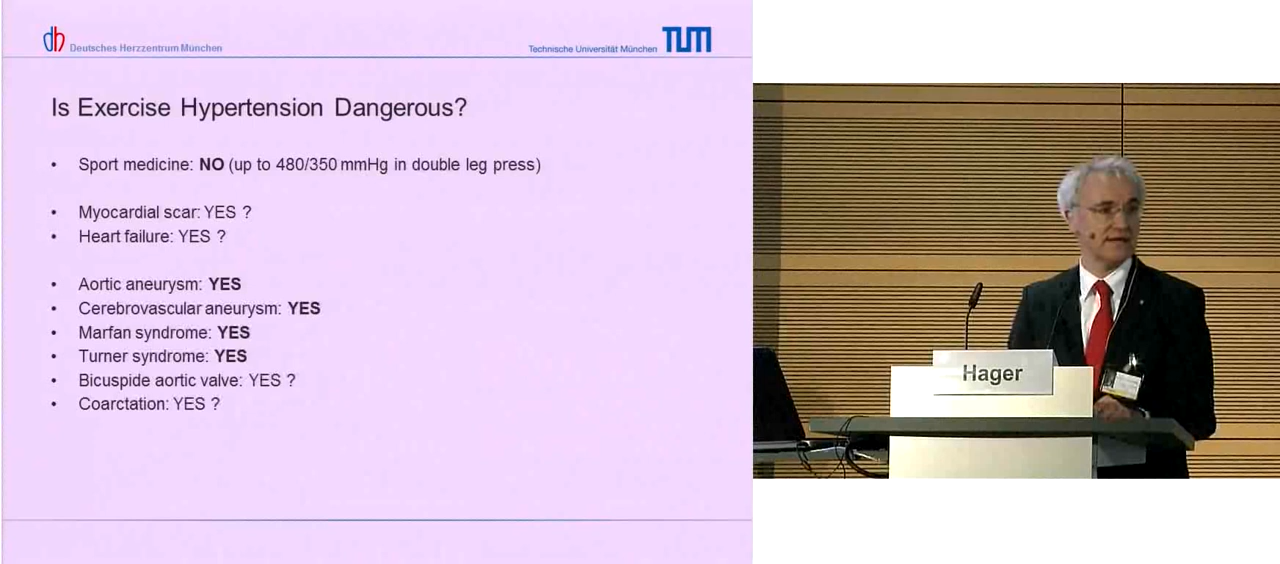 dh Deutsches Herzzentrum München
Technische Universität München TUM
Is Exercise Hypertension Dangerous?
• Sport medicine: NO (up to 480/350 mmHg in double leg press)
• Myocardial scar: YES ?
• Heart failure: YES ?
• Aortic aneurysm: YES
• Cerebrovascular aneurysm: YES
• Marfan syndrome: YES
• Turner syndrome: YES
• Bicuspide aortic valve: YES ?
• Coarctation: YES ?
Hager